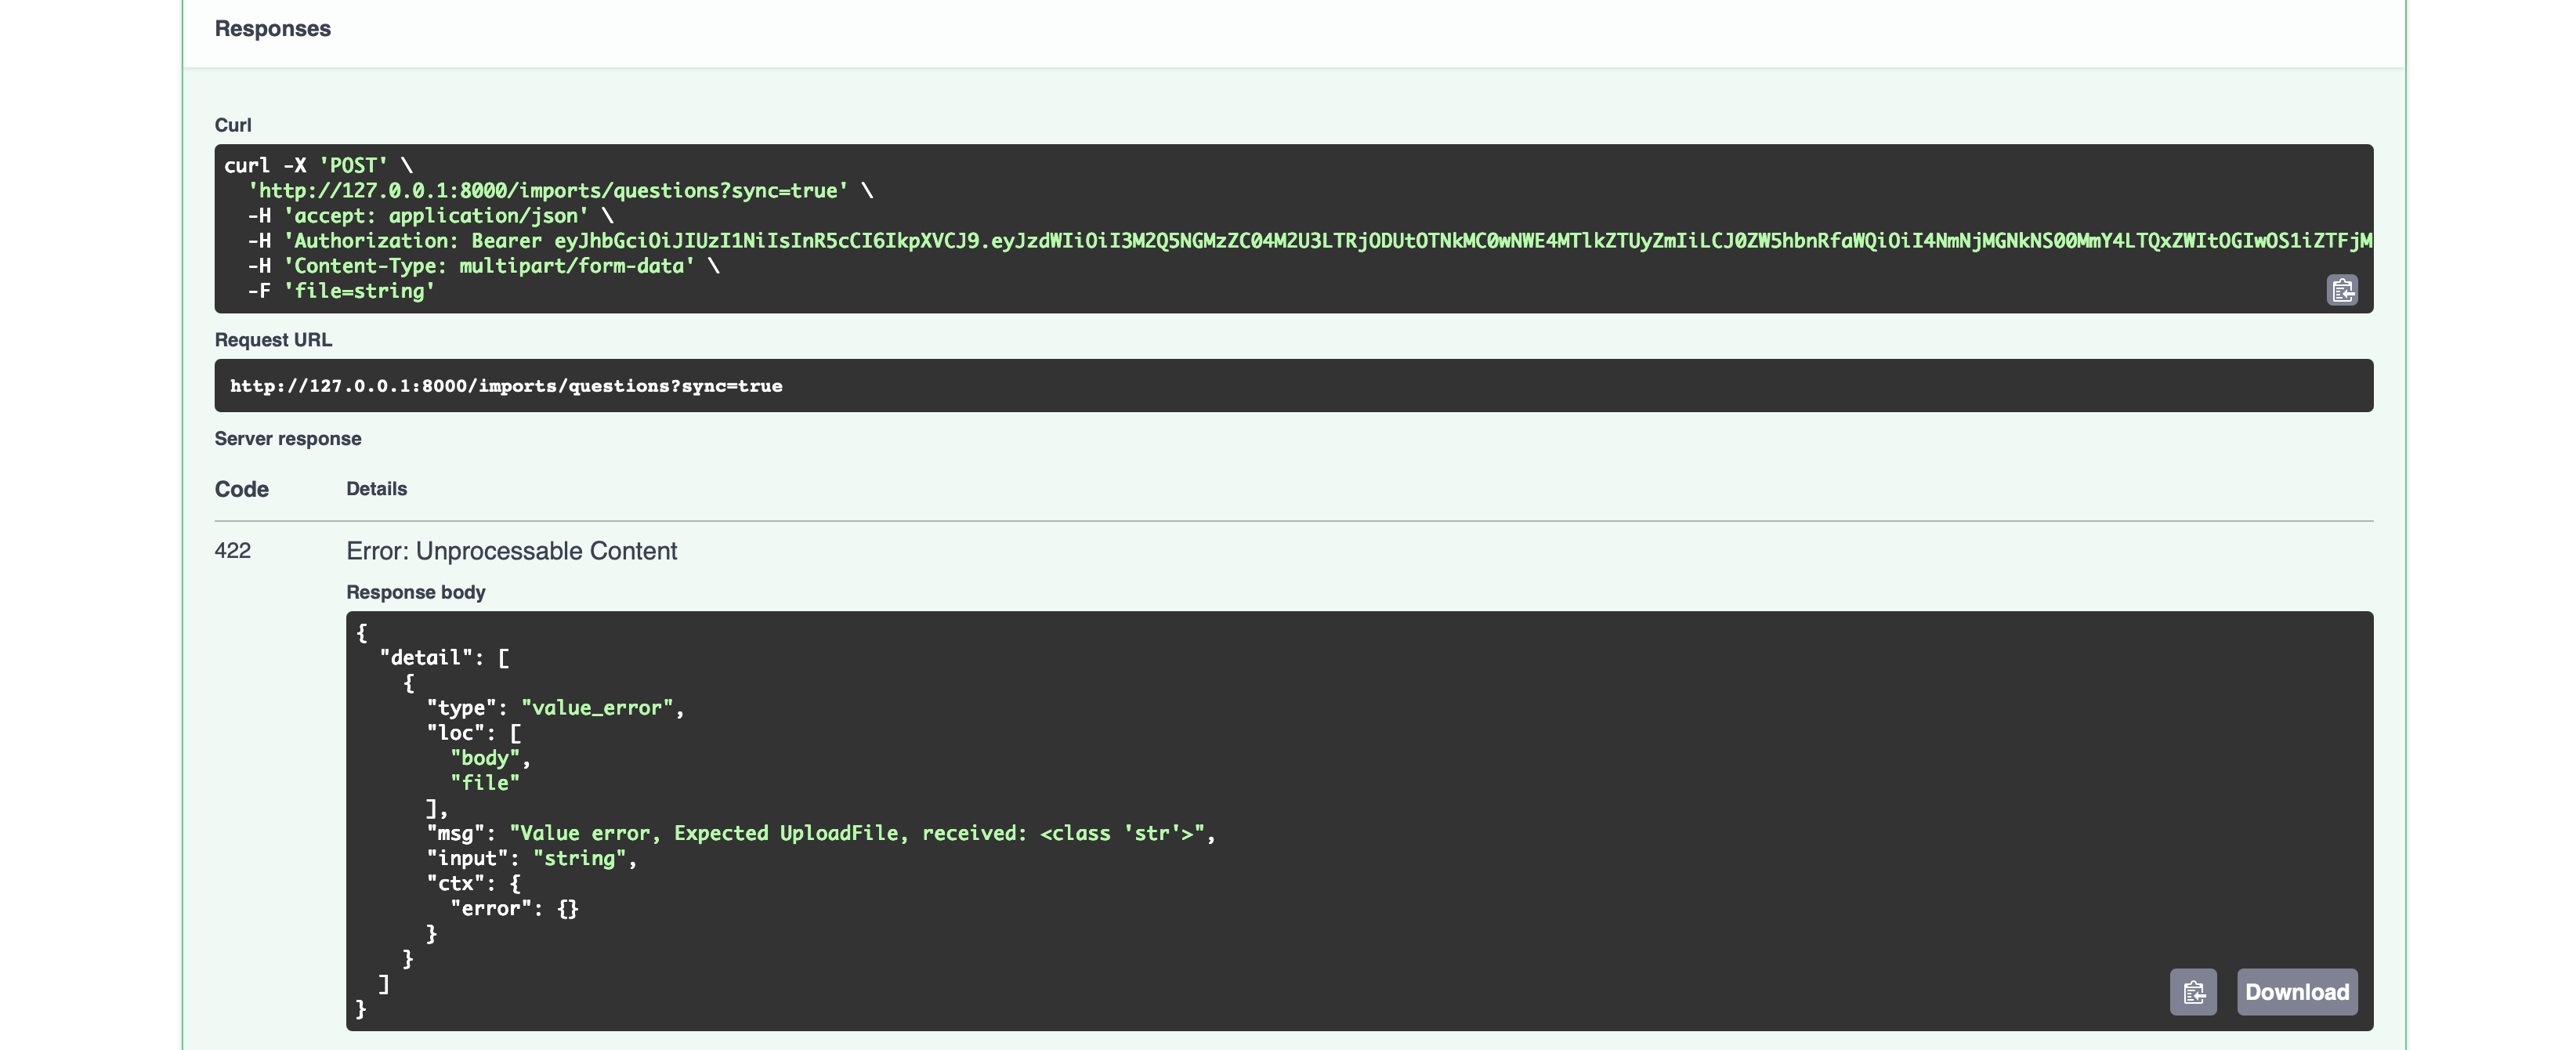 Responses
Curl
curl -X 'POST' \
'http://127.0.0.1:8000/imports/questions?sync=true' \
-H 'accept: application/json' \
-H 'Authorization: Bearer eyJhbGciOiJIUzI1NiIsInR5cCI6IkpXVCJ9.eyJzdWIiOiI3M2Q5NGMzZC04M2U3LTRjODUtOTNkMC0wNWE4MTlkZTUyZmIiLCJ0ZW5hbnRfaWQiOiI4NmNjMGNkNS00MmY4LTQxZWItOGIwOS1iZTFjM
-H 'Content-Type: multipart/form-data' \
-F 'file=string'
Request URL
http://127.0.0.1:8000/imports/questions?sync=true
Server response
Code Details
422 Error: Unprocessable Content
Response body
{
"detail": [
{
"type": "value_error",
"loc": [
"body",
"file"
],
"msg": "Value error, Expected UploadFile, received: <class 'str'>",
"input": "string",
"ctx": {
"error": {}
}
}
]
}
Download